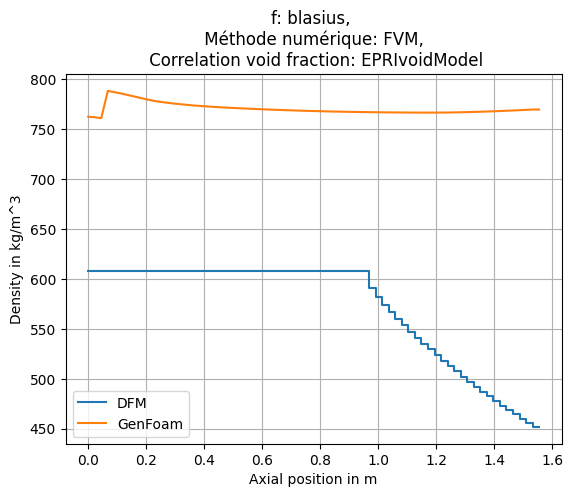 f: blasius,
Méthode numérique: FVM,
Correlation void fraction: EPRIvoidModel
800
750
700
650
600
550
500
450
Density in kg/m^3
DFM
GenFoam
0.0 0.2 0.4 0.6 0.8 1.0 1.2 1.4 1.6
Axial position in m